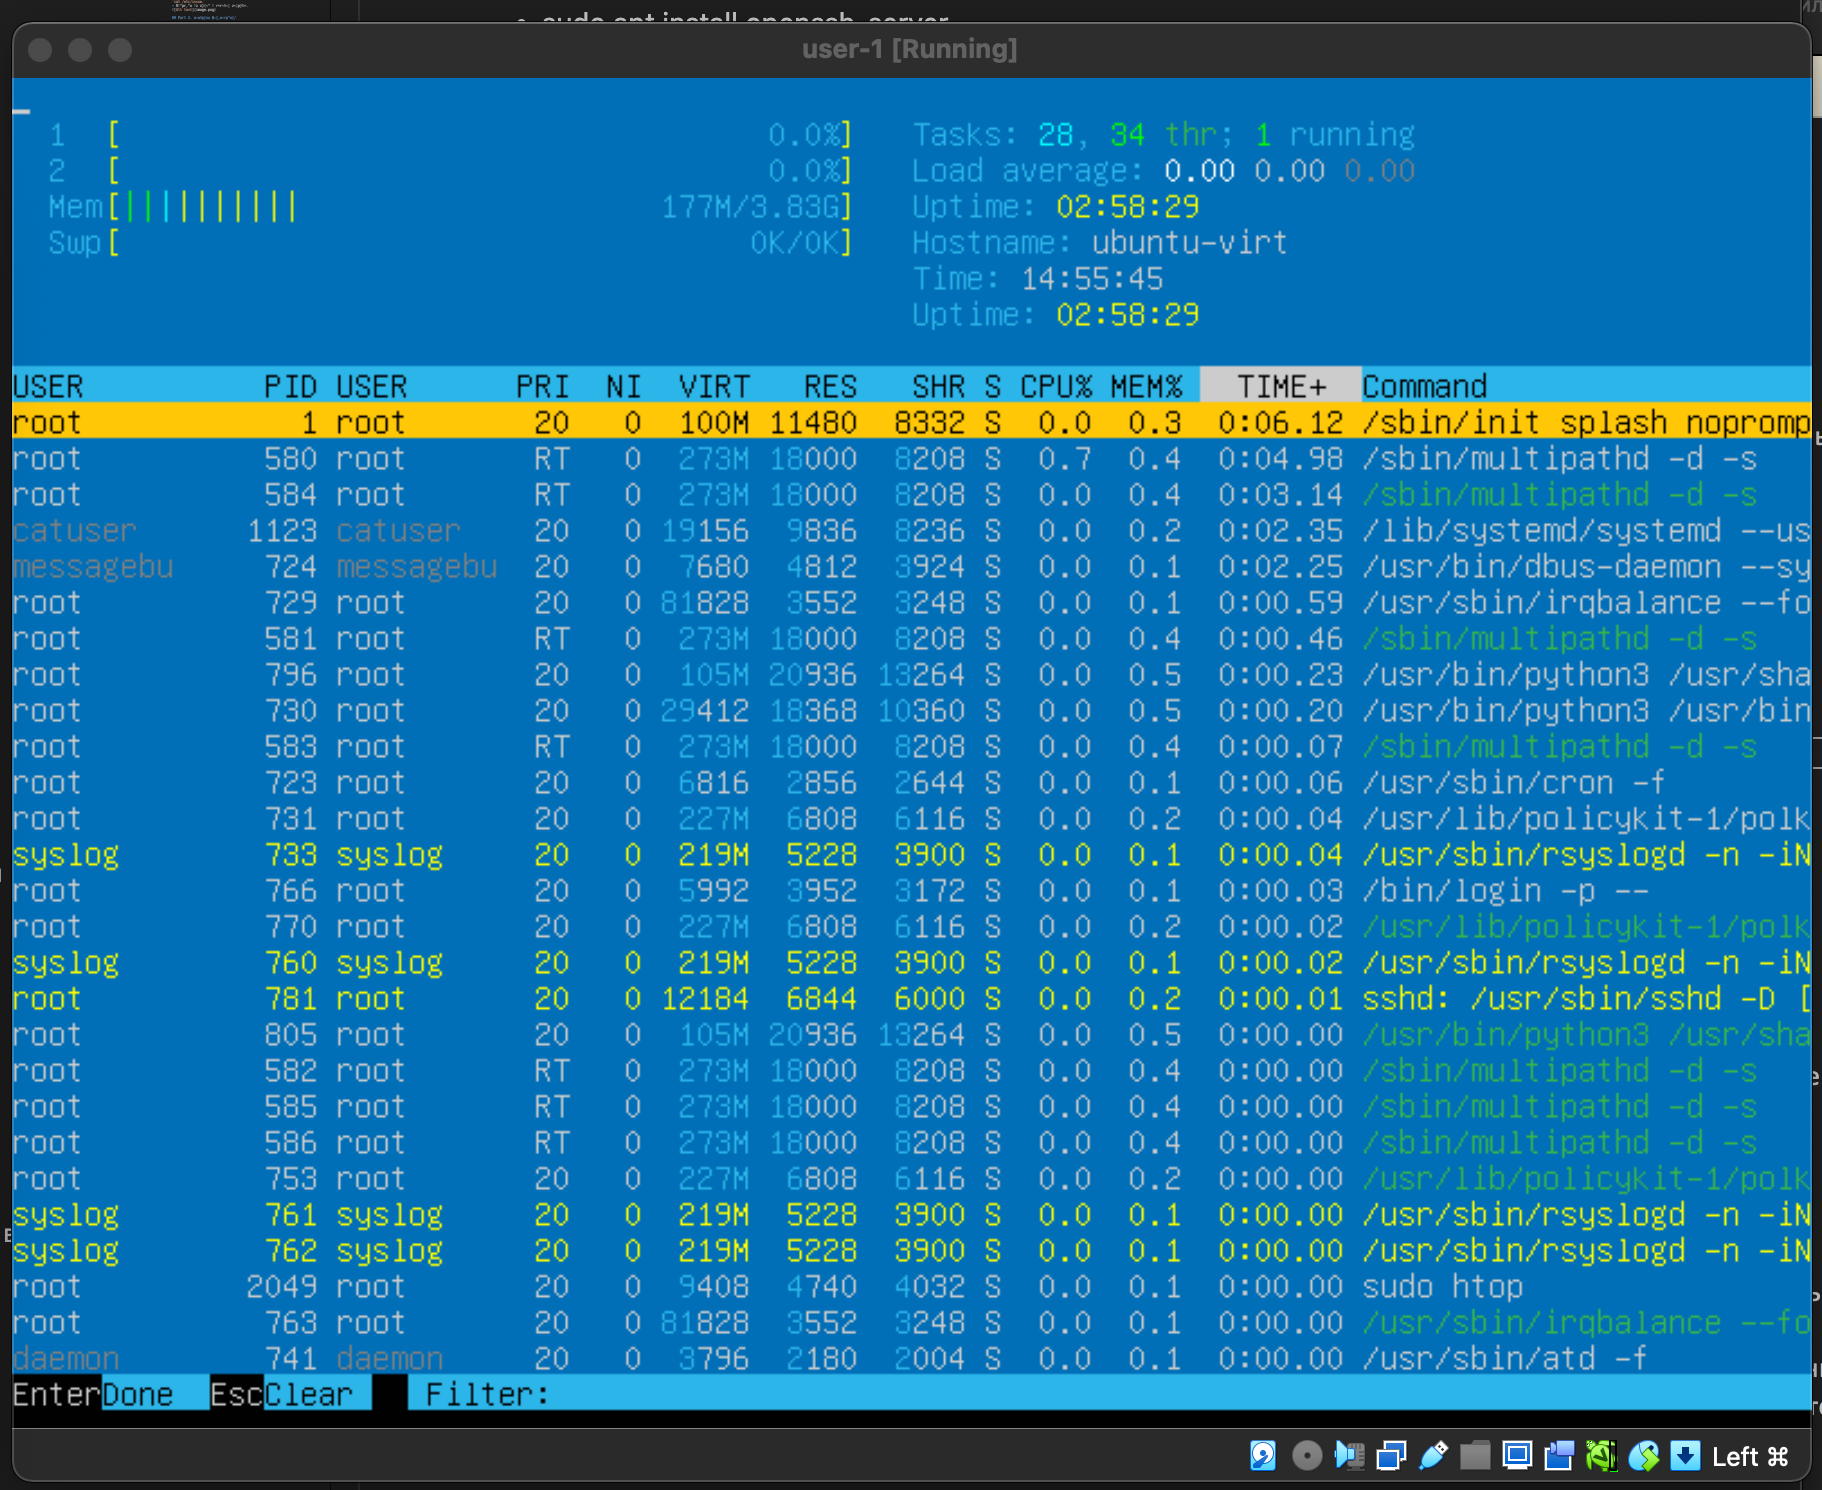 sudo apt install openssh-server
user-1 [Running]
1 [ 0.0%] Tasks: 28, 34 thr; 1 running
2 [ 0.0%] Load average: 0.00 0.00 0.00
Mem[|||||||||| 177M/3.83G] Uptime: 02:58:29
Swp[ 0K/0K] Hostname: ubuntu-virt
Time: 14:55:45
Uptime: 02:58:29
USER PID USER PRI NI VIRT RES SHR S CPU% MEM% TIME+ Command
root 1 root 20 0 100M 11480 8332 S 0.0 0.3 0:06.12 /sbin/init splash nopromp
root 580 root RT 0 273M 18000 8208 S 0.7 0.4 0:04.98 /sbin/multipathd -d -s
root 584 root RT 0 273M 18000 8208 S 0.0 0.4 0:03.14 /sbin/multipathd -d -s
catuser 1123 catuser 20 0 19156 9836 8236 S 0.0 0.2 0:02.35 /lib/systemd/systemd --us
messagebu 724 messagebu 20 0 7680 4812 3924 S 0.0 0.1 0:02.25 /usr/bin/dbus-daemon --sy
root 729 root 20 0 81828 3552 3248 S 0.0 0.1 0:00.59 /usr/sbin/irqbalance --fo
root 581 root RT 0 273M 18000 8208 S 0.0 0.4 0:00.46 /sbin/multipathd -d -s
root 796 root 20 0 105M 20936 13264 S 0.0 0.5 0:00.23 /usr/bin/python3 /usr/sha
root 730 root 20 0 29412 18368 10360 S 0.0 0.5 0:00.20 /usr/bin/python3 /usr/bin
root 583 root RT 0 273M 18000 8208 S 0.0 0.4 0:00.07 /sbin/multipathd -d -s
root 723 root 20 0 6816 2856 2644 S 0.0 0.1 0:00.06 /usr/sbin/cron -f
root 731 root 20 0 227M 6808 6116 S 0.0 0.2 0:00.04 /usr/lib/policykit-1/polk
syslog 733 syslog 20 0 219M 5228 3900 S 0.0 0.1 0:00.04 /usr/sbin/rsyslogd -n -iN
root 766 root 20 0 5992 3952 3172 S 0.0 0.1 0:00.03 /bin/login -p --
root 770 root 20 0 227M 6808 6116 S 0.0 0.2 0:00.02 /usr/lib/policykit-1/polk
syslog 760 syslog 20 0 219M 5228 3900 S 0.0 0.1 0:00.02 /usr/sbin/rsyslogd -n -iN
root 781 root 20 0 12184 6844 6000 S 0.0 0.2 0:00.01 sshd: /usr/sbin/sshd -D [
root 805 root 20 0 105M 20936 13264 S 0.0 0.5 0:00.00 /usr/bin/python3 /usr/sha
root 582 root RT 0 273M 18000 8208 S 0.0 0.4 0:00.00 /sbin/multipathd -d -s
root 585 root RT 0 273M 18000 8208 S 0.0 0.4 0:00.00 /sbin/multipathd -d -s
root 586 root RT 0 273M 18000 8208 S 0.0 0.4 0:00.00 /sbin/multipathd -d -s
root 753 root 20 0 227M 6808 6116 S 0.0 0.2 0:00.00 /usr/lib/policykit-1/polk
syslog 761 syslog 20 0 219M 5228 3900 S 0.0 0.1 0:00.00 /usr/sbin/rsyslogd -n -iN
syslog 762 syslog 20 0 219M 5228 3900 S 0.0 0.1 0:00.00 /usr/sbin/rsyslogd -n -iN
root 2049 root 20 0 9408 4740 4032 S 0.0 0.1 0:00.00 sudo htop
root 763 root 20 0 81828 3552 3248 S 0.0 0.1 0:00.00 /usr/sbin/irqbalance --fo
daemon 741 daemon 20 0 3796 2180 2004 S 0.0 0.1 0:00.00 /usr/sbin/atd -f
EnterDone EscClear Filter:
Left ⌘